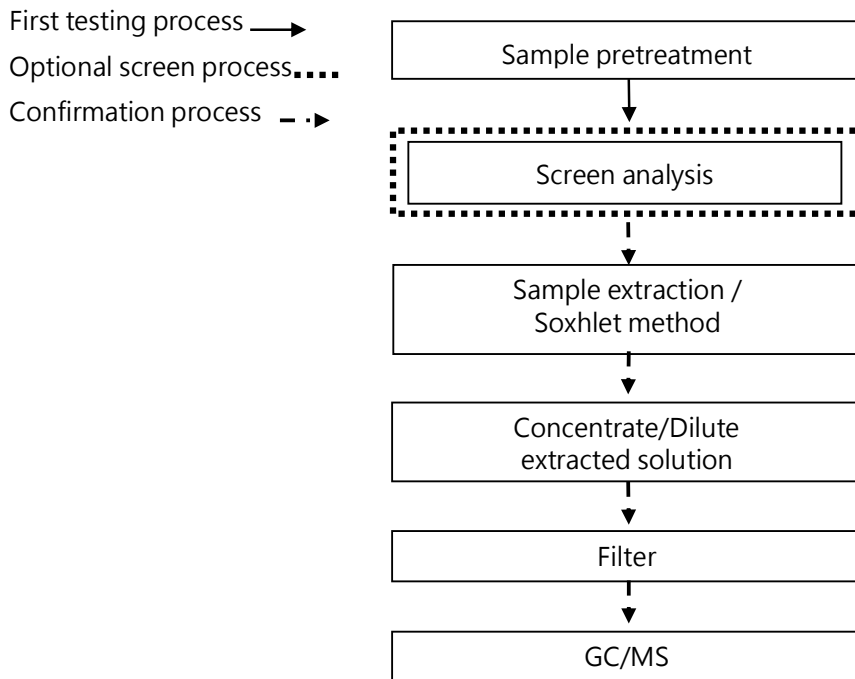 First testing process
Optional screen process
Confirmation process
Sample pretreatment
Screen analysis
Sample extraction /
Soxhlet method
Concentrate/Dilute
extracted solution
Filter
GC/MS